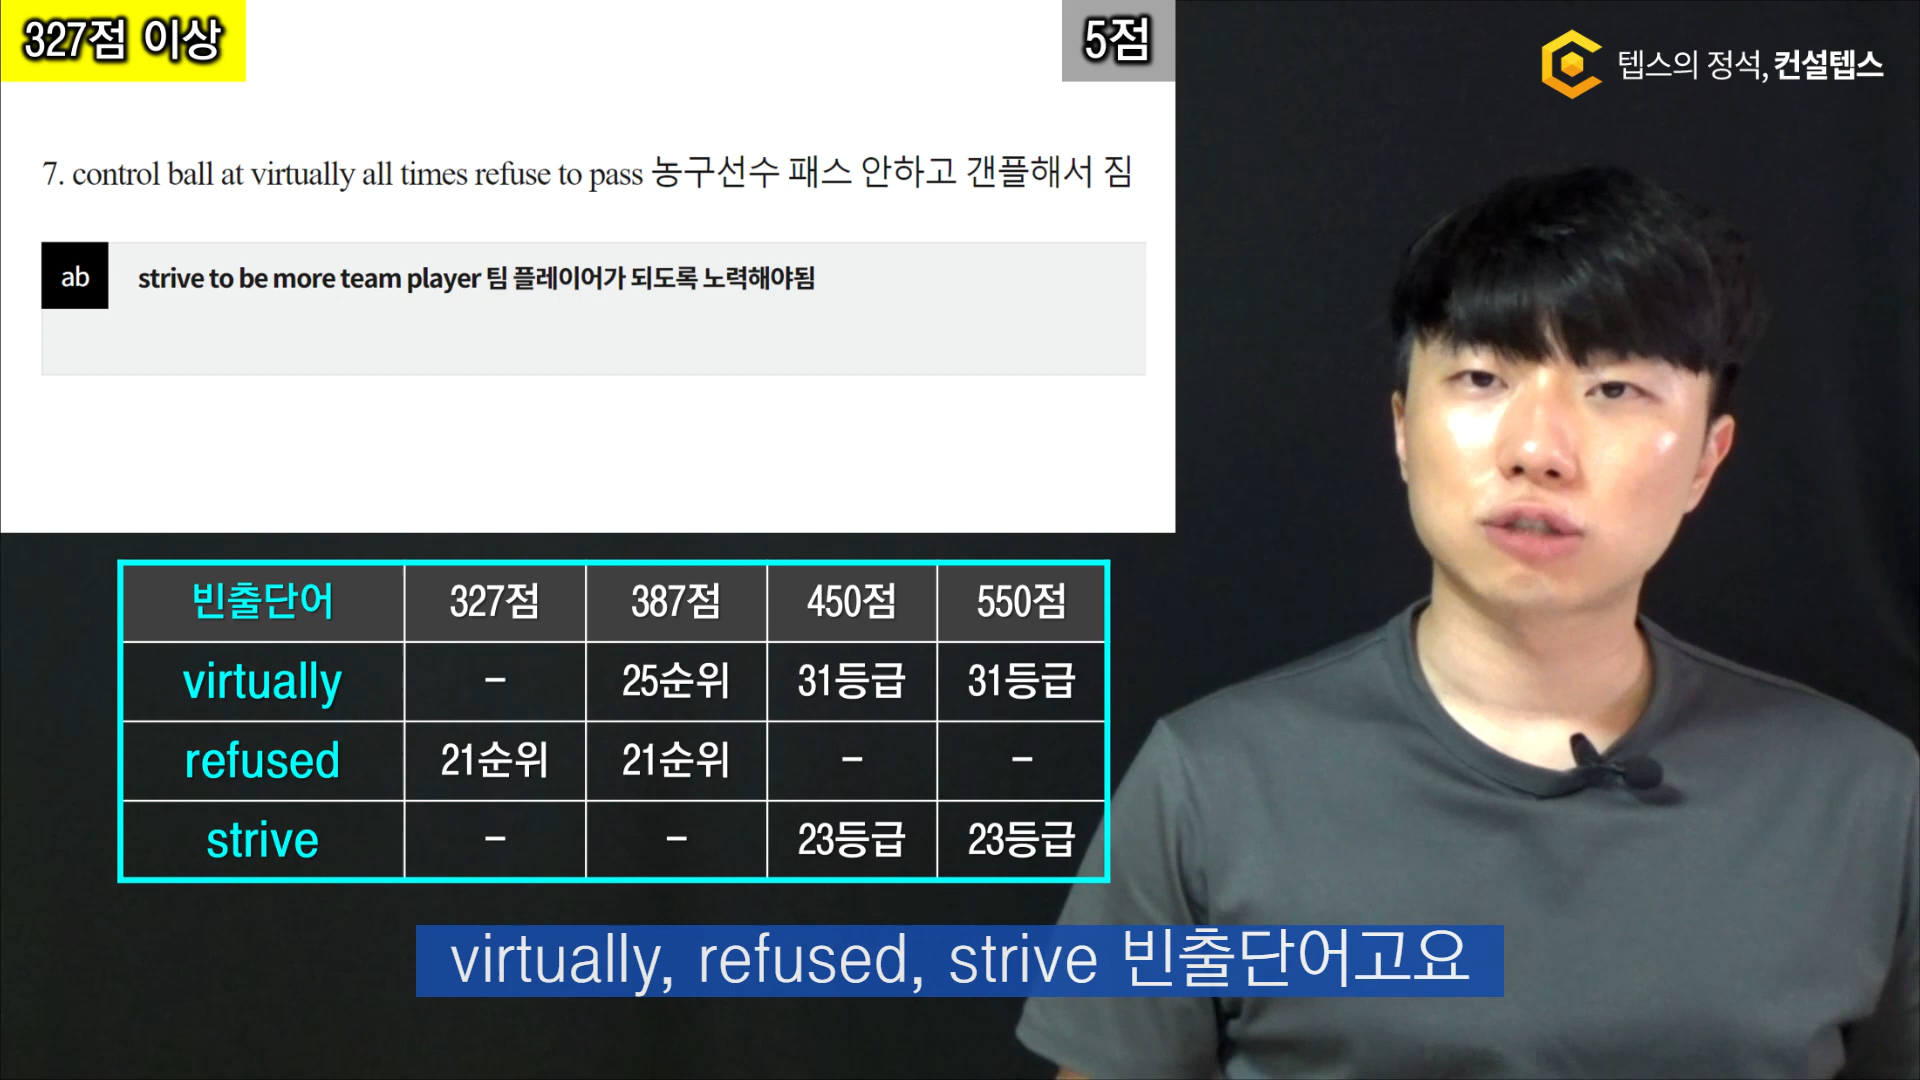 327점 이상
5점
텝스의 정석, 컨설텝스
7. control ball at virtually all times refuse to pass 농구선수 패스 안하고 갠플해서 짐
ab
strive to be more team player 팀 플레이어가 되도록 노력해야됨
빈출단어 327점 387점 450점 550점
virtually - 25순위 31등급 31등급
refused 21순위 21순위 - -
strive - - 23등급 23등급
virtually, refused, strive 빈출단어고요